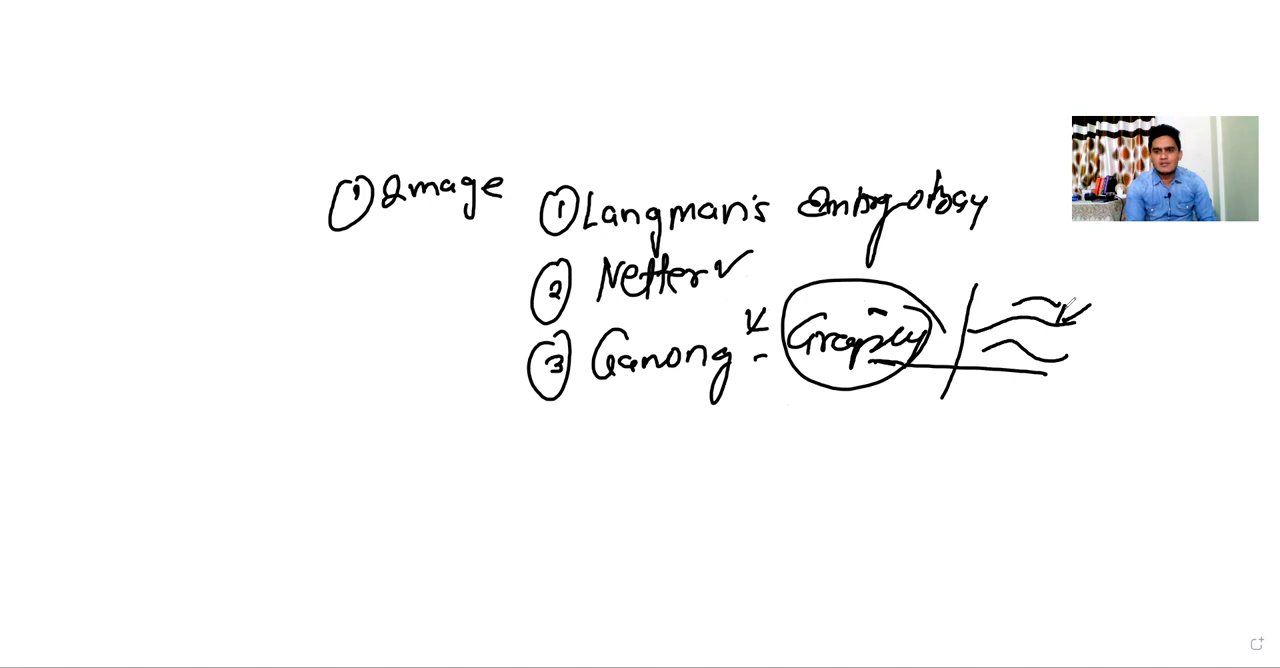 ① Image
① Langman's Embryology
② Netter ✓
③ Ganong